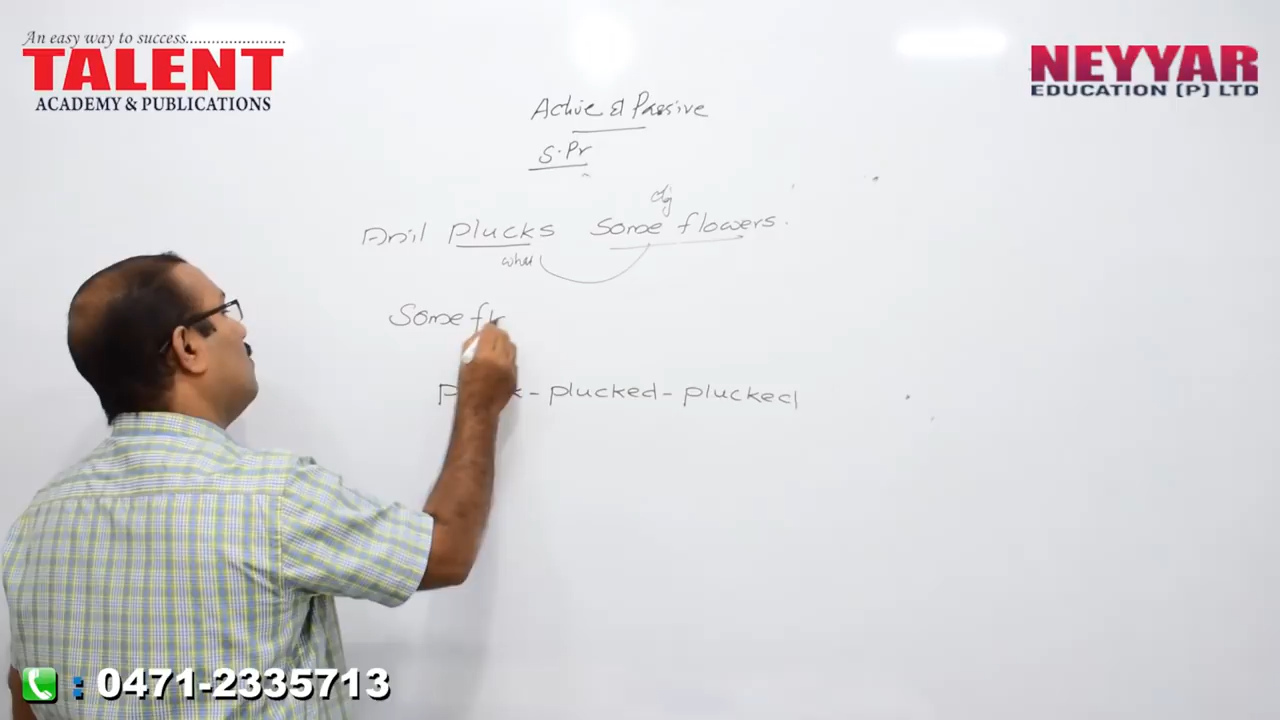 An easy way to success.......................
TALENT
ACADEMY & PUBLICATIONS
NEYYAR
EDUCATION (P) LTD
Active & Passive
S.Pr
obj
Anil plucks some flowers.
what
Some fl
- plucked - plucked
: 0471-2335713